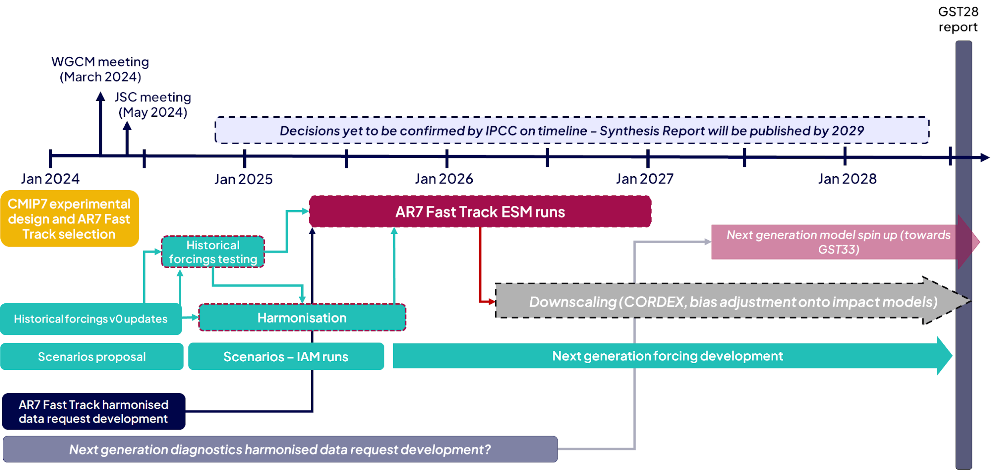 GST28
report
WGCM meeting
(March 2024)
JSC meeting
(May 2024)
Decisions yet to be confirmed by IPCC on timeline – Synthesis Report will be published by 2029
Jan 2024
Jan 2025
Jan 2026
Jan 2027
Jan 2028
CMIP7 experimental
design and AR7 Fast
Track selection
AR7 Fast Track ESM runs
Historical
forcings testing
Next generation model spin up (towards
GST33)
Downscaling (CORDEX, bias adjustment onto impact models)
Historical forcings v0 updates
Harmonisation
Scenarios proposal
Scenarios – IAM runs
Next generation forcing development
AR7 Fast Track harmonised
data request development
Next generation diagnostics harmonised data request development?